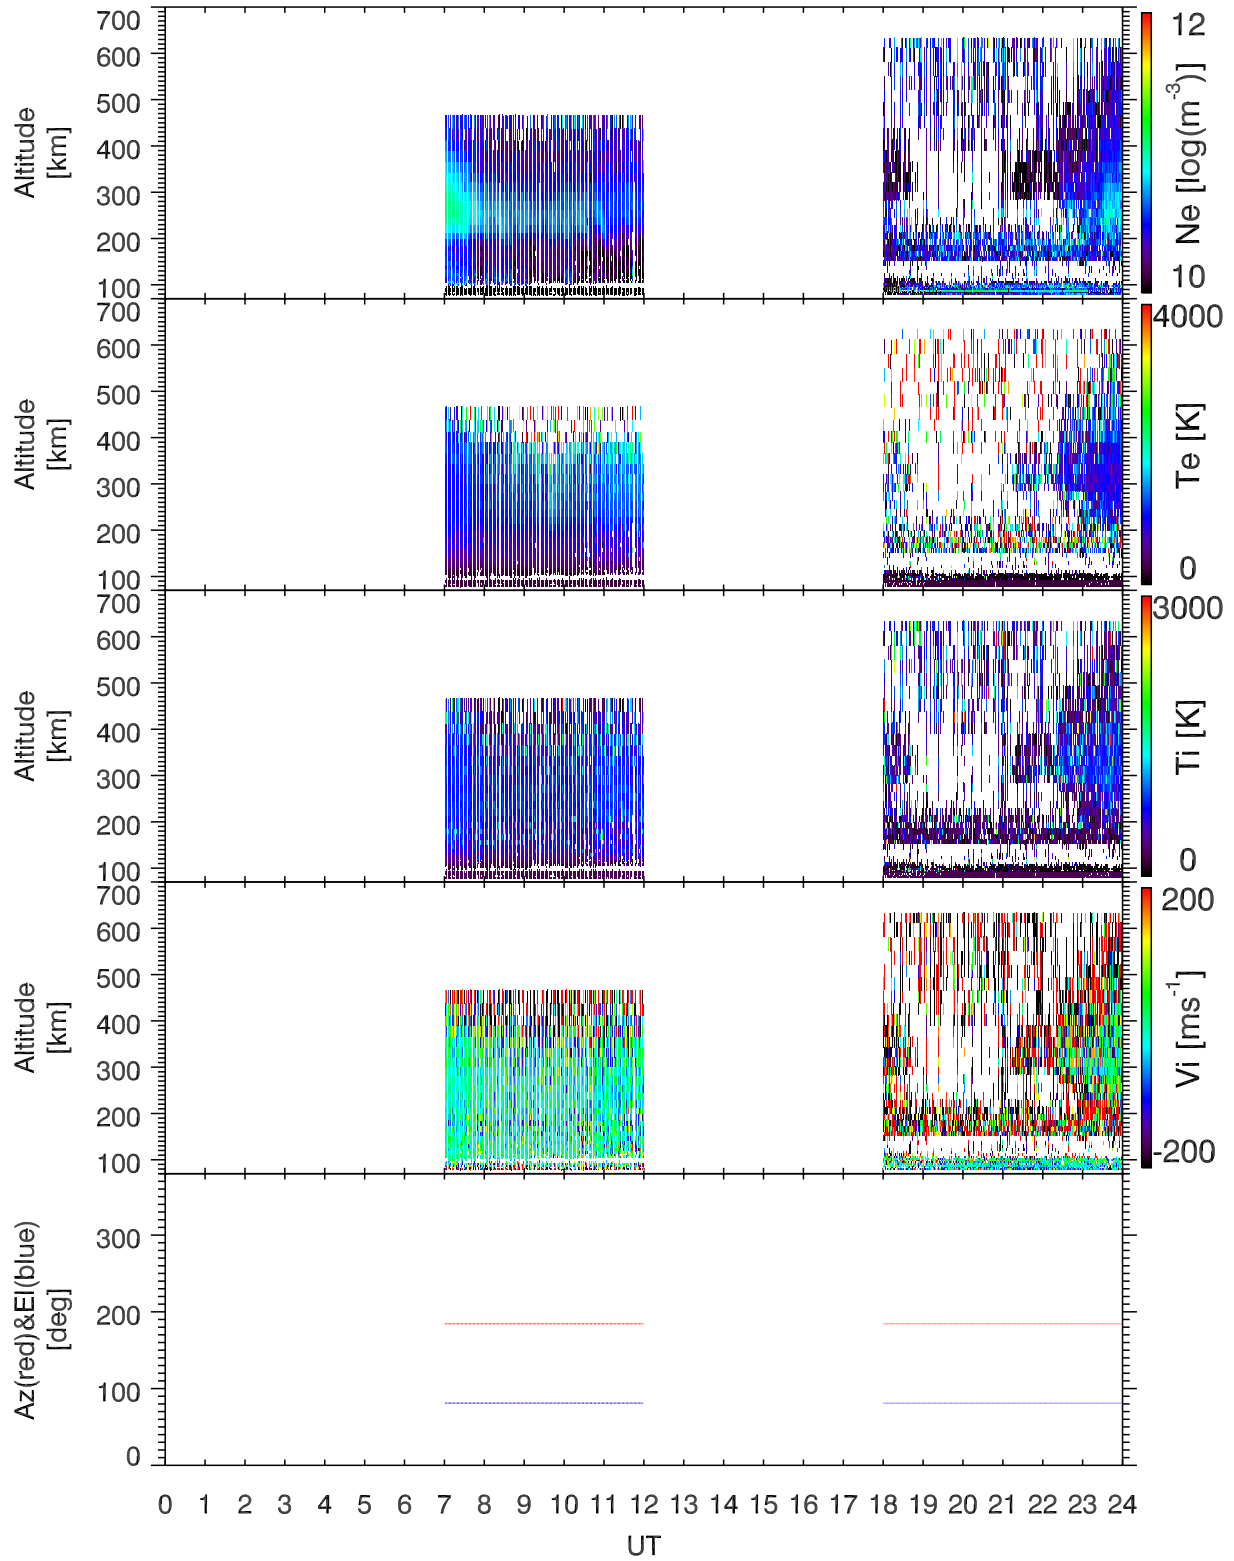 700
600
500
400
300
200
100
Altitude
[km]
12
10
Ne [log(m⁻³)]
700
600
500
400
300
200
100
Altitude
[km]
4000
0
Te [K]
700
600
500
400
300
200
100
Altitude
[km]
3000
0
Ti [K]
700
600
500
400
300
200
100
Altitude
[km]
200
-200
Vi [ms⁻¹]
300
200
100
0
Az(red)&El(blue)
[deg]
0 1 2 3 4 5 6 7 8 9 10 11 12 13 14 15 16 17 18 19 20 21 22 23 24
UT